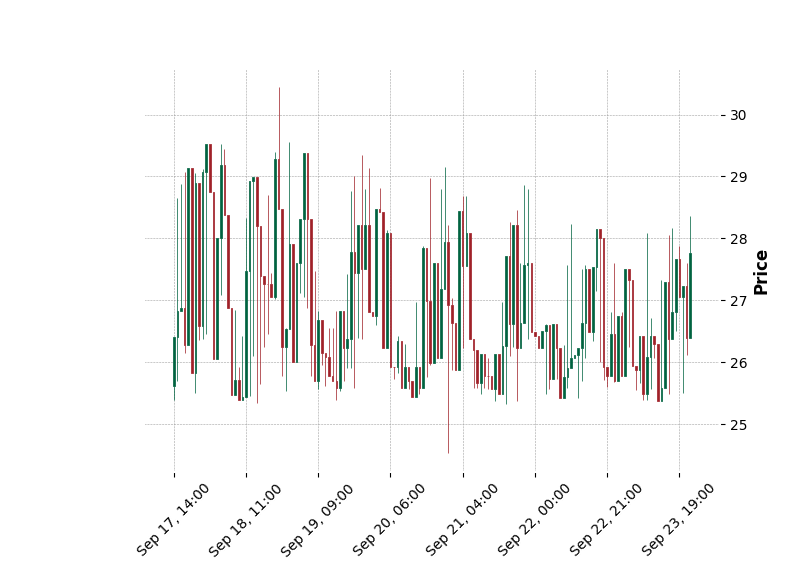 30
29
28
27
26
25
Price
Sep 17, 14:00
Sep 18, 11:00
Sep 19, 09:00
Sep 20, 06:00
Sep 21, 04:00
Sep 22, 00:00
Sep 22, 21:00
Sep 23, 19:00